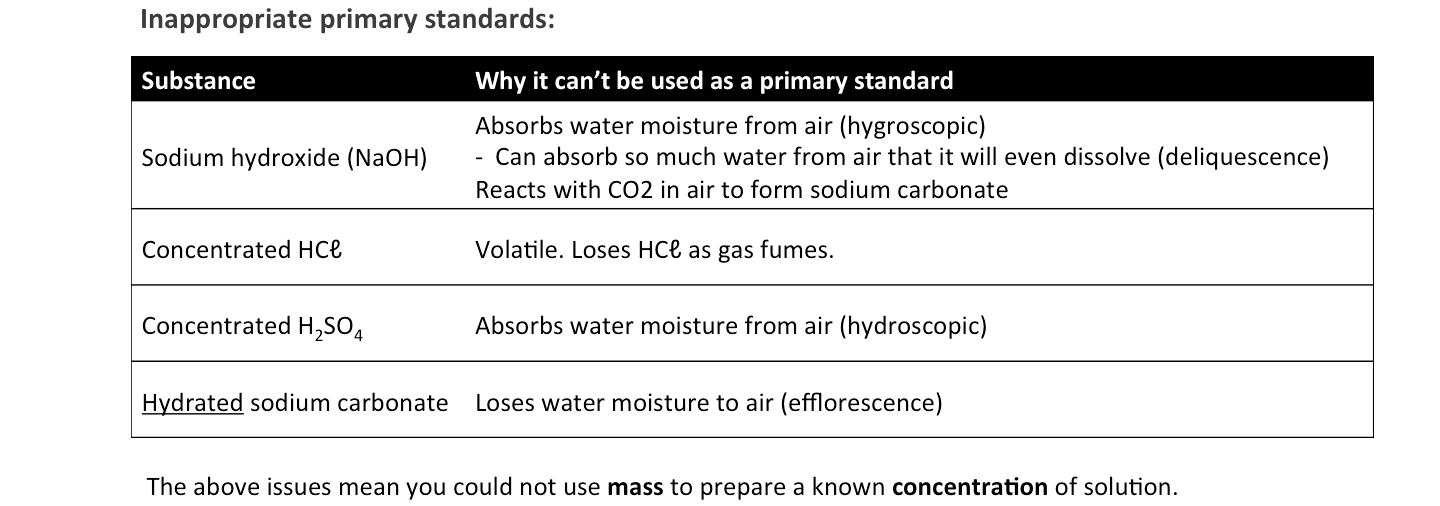 Inappropriate primary standards:
Substance Why it can’t be used as a primary standard
Absorbs water moisture from air (hygroscopic)
Sodium hydroxide (NaOH) - Can absorb so much water from air that it will even dissolve (deliquescence)
Reacts with CO2 in air to form sodium carbonate
Concentrated HCℓ Volatile. Loses HCℓ as gas fumes.
Concentrated H₂SO₄ Absorbs water moisture from air (hydroscopic)
Hydrated sodium carbonate Loses water moisture to air (efflorescence)
The above issues mean you could not use mass to prepare a known concentration of solution.